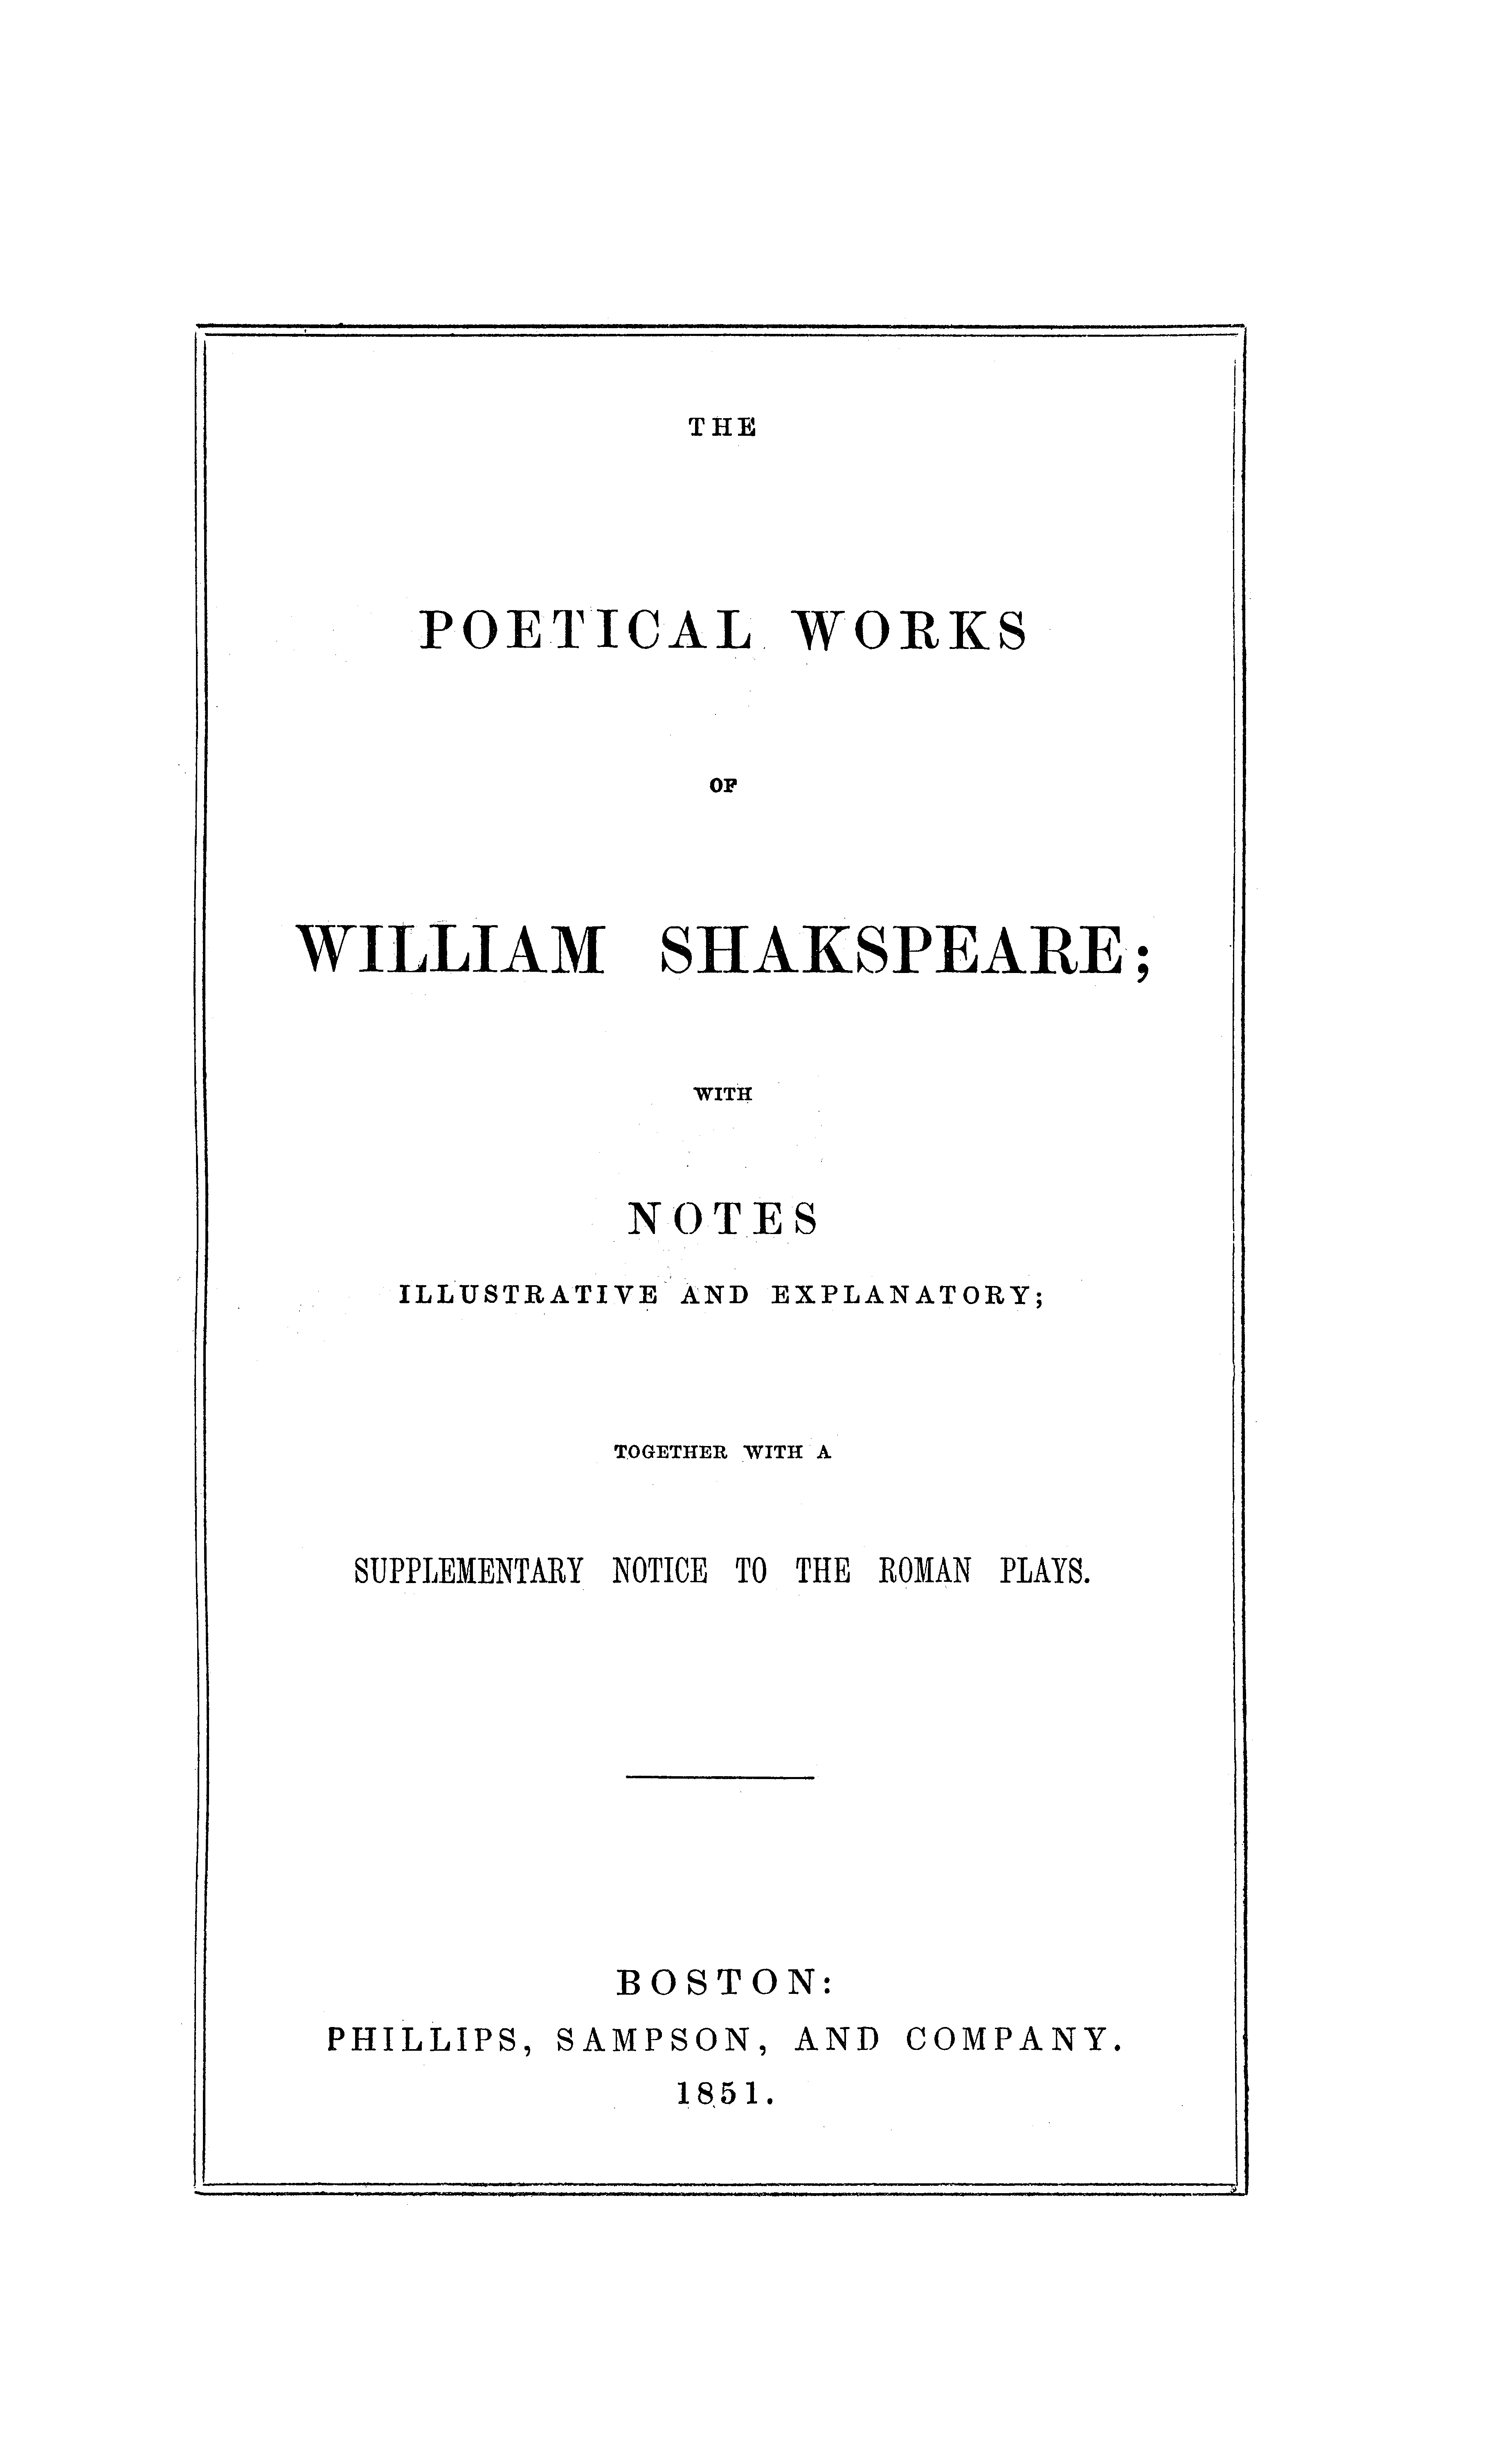 THE
POETICAL WORKS
OF
WILLIAM SHAKSPEARE;
WITH
NOTES
ILLUSTRATIVE AND EXPLANATORY;
TOGETHER WITH A
SUPPLEMENTARY NOTICE TO THE ROMAN PLAYS.
BOSTON:
PHILLIPS, SAMPSON, AND COMPANY.
1851.